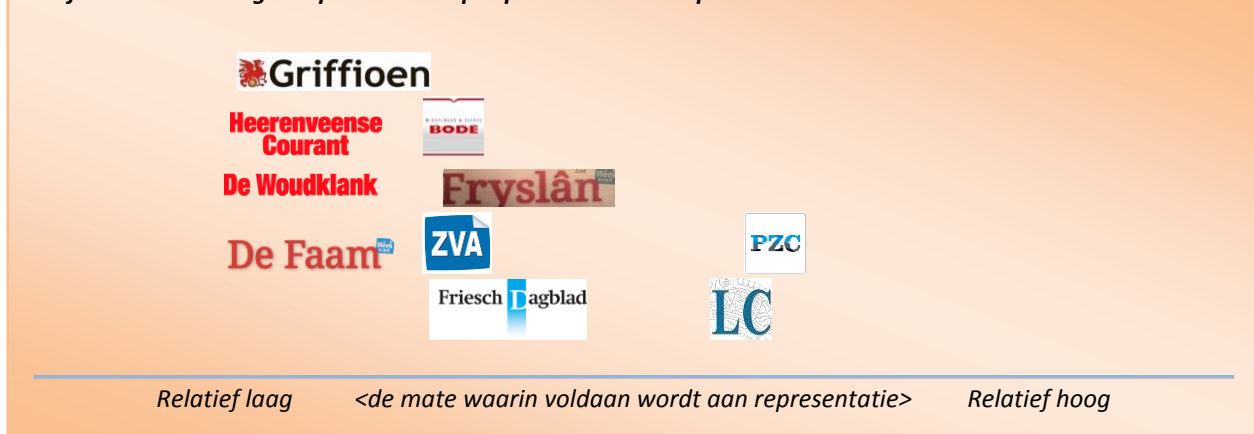 Griffioen
Heerenveense
Courant
BODE
De Woudklank
Fryslân
De Faam
ZVA
PZC
Friesch Dagblad
LC
Relatief laag <de mate waarin voldaan wordt aan representatie> Relatief hoog